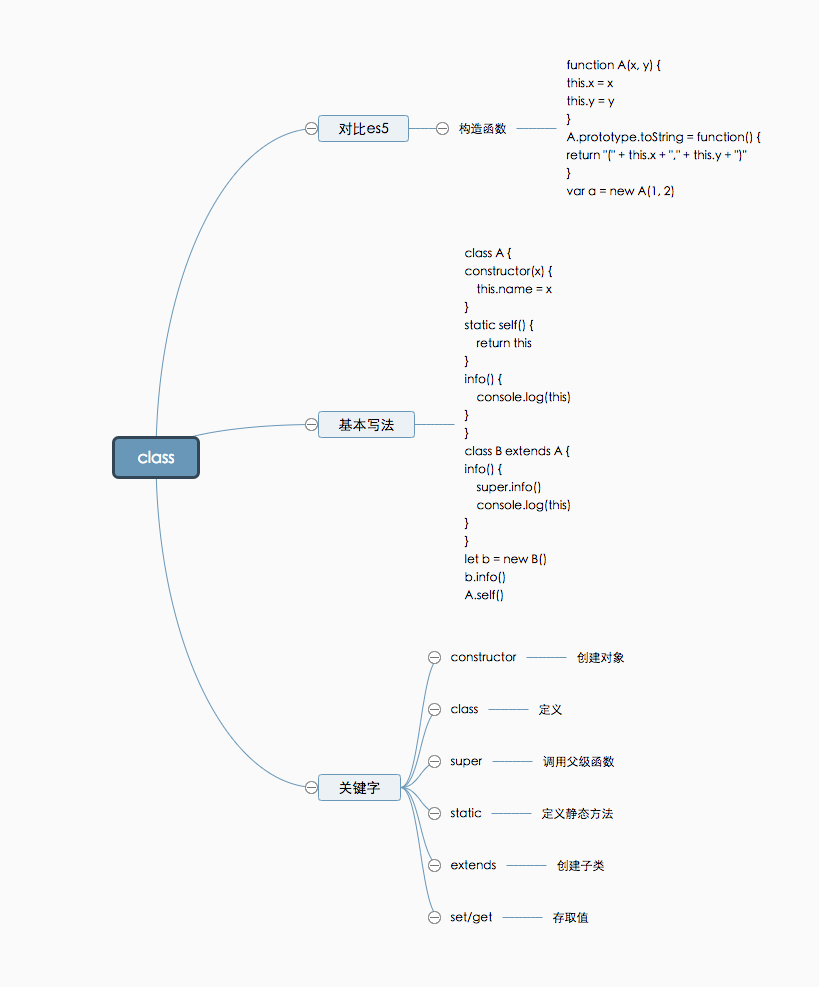 class
对比es5
构造函数
function A(x, y) {
this.x = x
this.y = y
}
A.prototype.toString = function() {
return "(" + this.x + "," + this.y + ")"
}
var a = new A(1, 2)
基本写法
class A {
constructor(x) {
this.name = x
}
static self() {
return this
}
info() {
console.log(this)
}
}
class B extends A {
info() {
super.info()
console.log(this)
}
}
let b = new B()
b.info()
A.self()
关键字
constructor 创建对象
class 定义
super 调用父级函数
static 定义静态方法
extends 创建子类
set/get 存取值